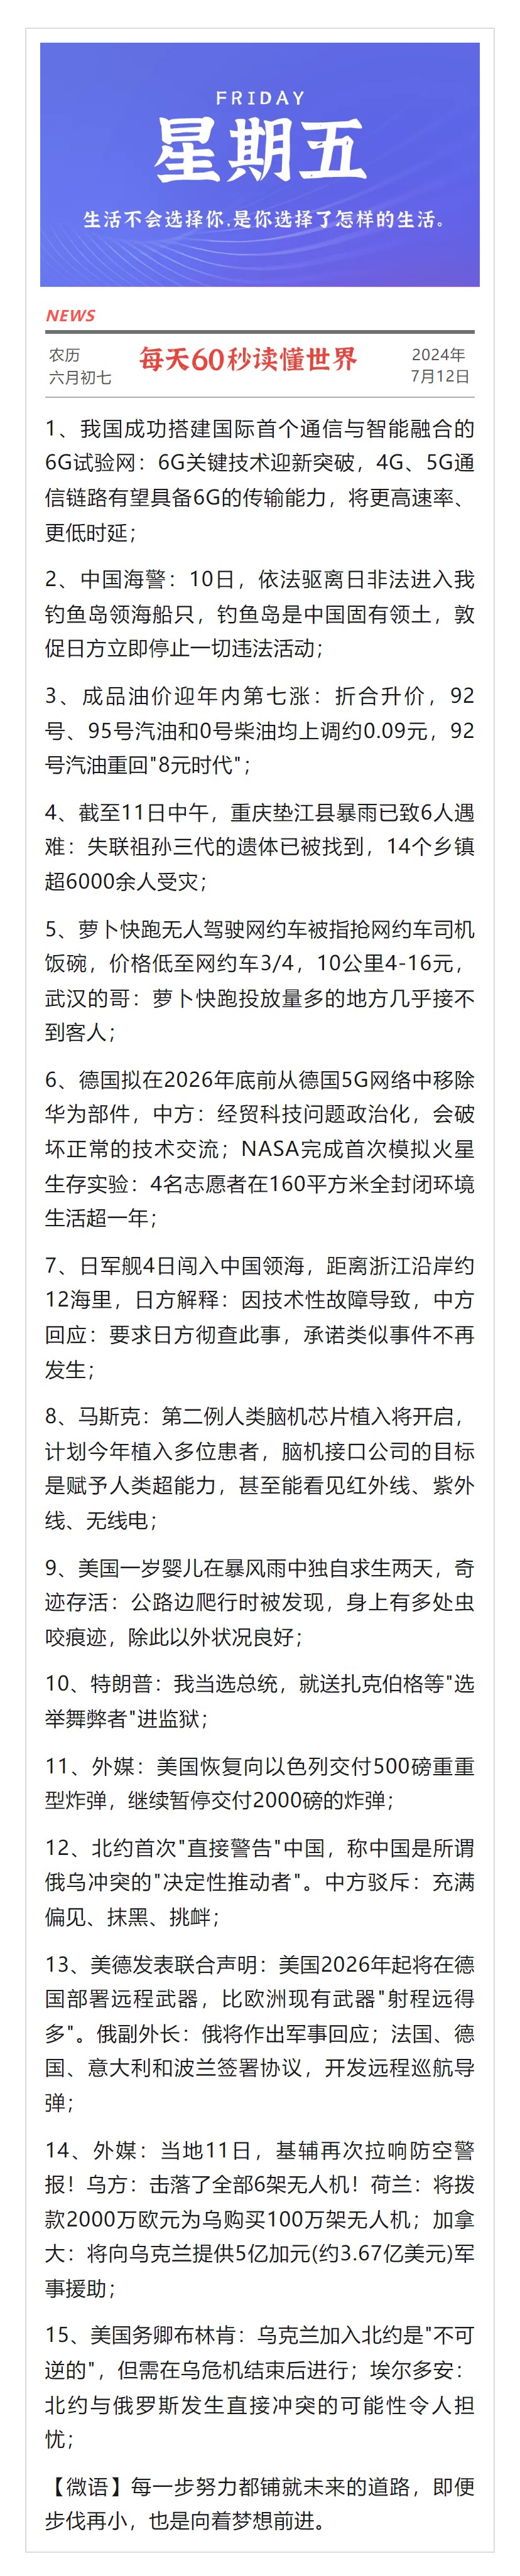 FRIDAY
星期五
生活不会选择你,是你选择了怎样的生活。
NEWS
农历
六月初七
每天60秒读懂世界
2024年
7月12日
1、我国成功搭建国际首个通信与智能融合的
6G试验网：6G关键技术迎新突破，4G、5G通
信链路有望具备6G的传输能力，将更高速率、
更低时延；
2、中国海警：10日，依法驱离日非法进入我
钓鱼岛领海船只，钓鱼岛是中国固有领土，敦
促日方立即停止一切违法活动；
3、成品油价迎年内第七涨：折合升价，92
号、95号汽油和0号柴油均上调约0.09元，92
号汽油重回"8元时代"；
4、截至11日中午，重庆垫江县暴雨已致6人遇
难：失联祖孙三代的遗体已被找到，14个乡镇
超6000余人受灾；
5、萝卜快跑无人驾驶网约车被指抢网约车司机
饭碗，价格低至网约车3/4，10公里4-16元，
武汉的哥：萝卜快跑投放量多的地方几乎接不
到客人；
6、德国拟在2026年底前从德国5G网络中移除
华为部件，中方：经贸科技问题政治化，会破
坏正常的技术交流；NASA完成首次模拟火星
生存实验：4名志愿者在160平方米全封闭环境
生活超一年；
7、日军舰4日闯入中国领海，距离浙江沿岸约
12海里，日方解释：因技术性故障导致，中方
回应：要求日方彻查此事，承诺类似事件不再
发生；
8、马斯克：第二例人类脑机芯片植入将开启，
计划今年植入多位患者，脑机接口公司的目标
是赋予人类超能力，甚至能看见红外线、紫外
线、无线电；
9、美国一岁婴儿在暴风雨中独自求生两天，奇
迹存活：公路边爬行时被发现，身上有多处虫
咬痕迹，除此以外状况良好；
10、特朗普：我当选总统，就送扎克伯格等"选
举舞弊者"进监狱；
11、外媒：美国恢复向以色列交付500磅重重
型炸弹，继续暂停交付2000磅的炸弹；
12、北约首次"直接警告"中国，称中国是所谓
俄乌冲突的"决定性推动者"。中方驳斥：充满
偏见、抹黑、挑衅；
13、美德发表联合声明：美国2026年起将在德
国部署远程武器，比欧洲现有武器"射程远得
多"。俄副外长：俄将作出军事回应；法国、德
国、意大利和波兰签署协议，开发远程巡航导
弹；
14、外媒：当地11日，基辅再次拉响防空警
报！乌方：击落了全部6架无人机！荷兰：将拨
款2000万欧元为乌购买100万架无人机；加拿
大：将向乌克兰提供5亿加元(约3.67亿美元)军
事援助；
15、美国务卿布林肯：乌克兰加入北约是"不可
逆的"，但需在乌危机结束后进行；埃尔多安：
北约与俄罗斯发生直接冲突的可能性令人担
忧；
【微语】每一步努力都铺就未来的道路，即便
步伐再小，也是向着梦想前进。